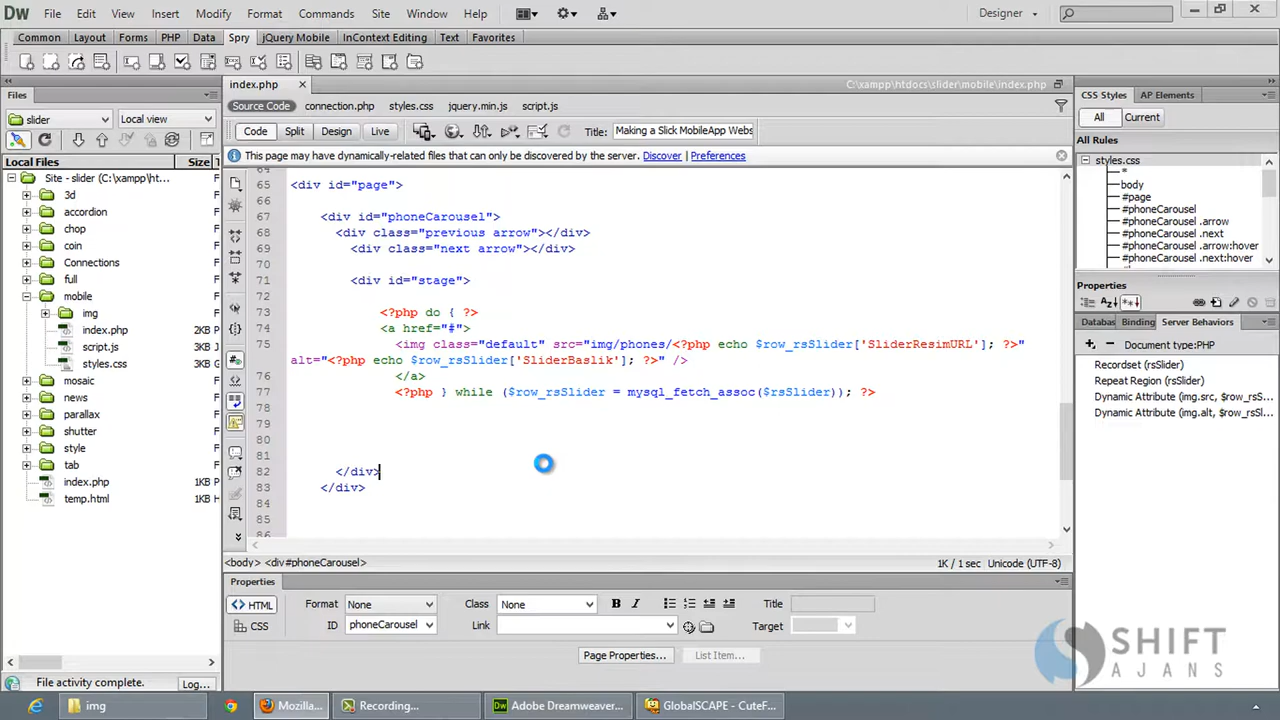 Dw File Edit View Insert Modify Format Commands Site Window Help Designer
Common Layout Forms PHP Data Spry jQuery Mobile InContext Editing Text Favorites
Files
slider Local view
Local Files Size
Site - slider (C:\xampp\ht...
3d F
accordion F
chop F
coin F
Connections F
full F
mobile F
img F
index.php 2KB P
script.js 3KB F
styles.css 3KB G
mosaic F
news F
parallax F
shutter F
style F
tab F
index.php 1KB P
temp.html 1KB H
File activity complete. Log...
index.php C:\xampp\htdocs\slider\mobile\index.php
Source Code connection.php styles.css jquery.min.js script.js
Code Split Design Live Title: Making a Slick MobileApp Webs
This page may have dynamically-related files that can only be discovered by the server. Discover | Preferences
64
65 <div id="page">
66
67 <div id="phoneCarousel">
68 <div class="previous arrow"></div>
69 <div class="next arrow"></div>
70
71 <div id="stage">
72
73 <?php do { ?>
74 <a href="#">
75 <img class="default" src="img/phones/<?php echo $row_rsSlider['SliderResimURL']; ?>"
alt="<?php echo $row_rsSlider['SliderBaslik']; ?>" />
76 </a>
77 <?php } while ($row_rsSlider = mysql_fetch_assoc($rsSlider)); ?>
78
79
80
81
82 </div>
83 </div>
84
85
86
<body> <div#phoneCarousel> 1K / 1 sec Unicode (UTF-8)
Properties
<> HTML Format None Class None B I Title
CSS ID phoneCarousel Link Target
Page Properties... List Item...
CSS Styles AP Elements
All Current
All Rules
styles.css
*
body
#page
#phoneCarousel
#phoneCarousel .arrow
#phoneCarousel .next
#phoneCarousel .arrow:hover
#phoneCarousel .next:hover
Properties
Databas Binding Server Behaviors
Document type:PHP
Recordset (rsSlider)
Repeat Region (rsSlider)
Dynamic Attribute (img.src, $row_rsS...
Dynamic Attribute (img.alt, $row_rsS...
SHIFT
AJANS
img Mozilla... Recording... Adobe Dreamweaver... GlobalSCAPE - CuteF...